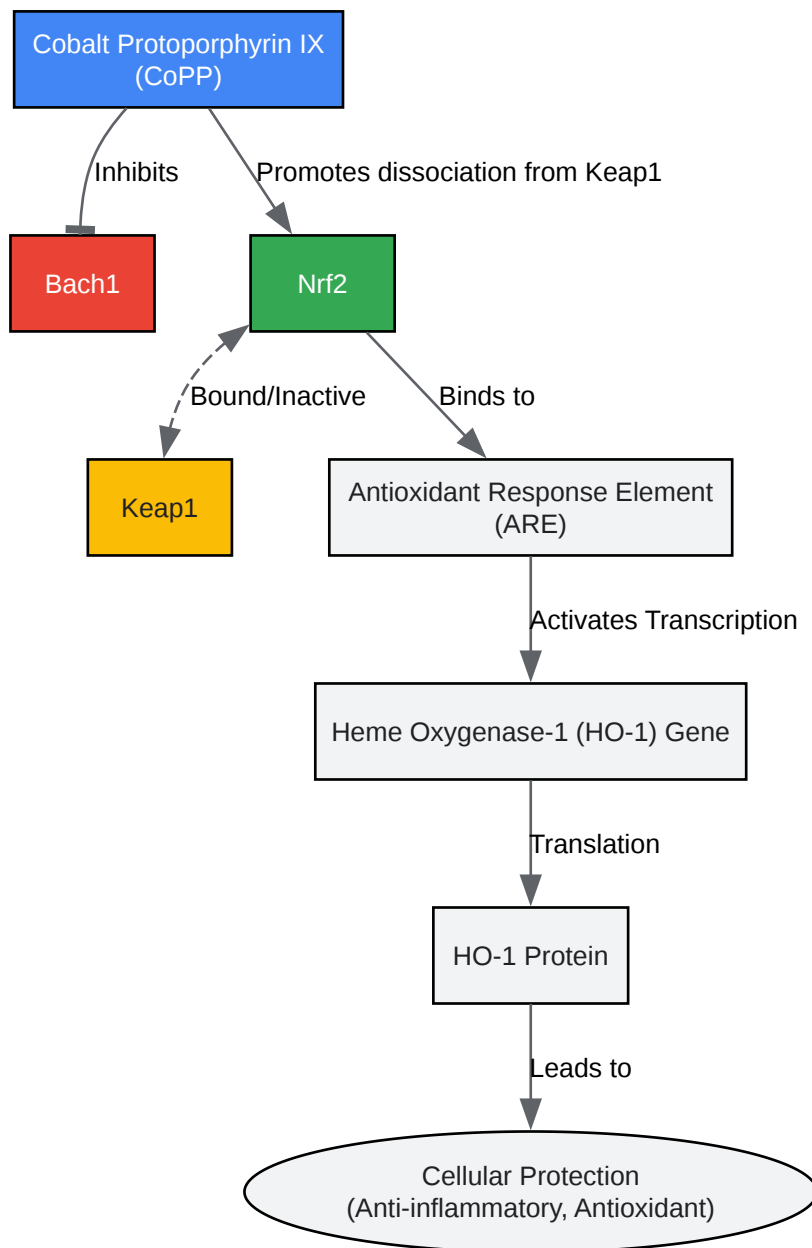 Cobalt Protoporphyrin IX
(CoPP)
Inhibits
Promotes dissociation from Keap1
Bach1
Nrf2
Bound/Inactive
Binds to
Keap1
Antioxidant Response Element
(ARE)
Activates Transcription
Heme Oxygenase-1 (HO-1) Gene
Translation
HO-1 Protein
Leads to
Cellular Protection
(Anti-inflammatory, Antioxidant)